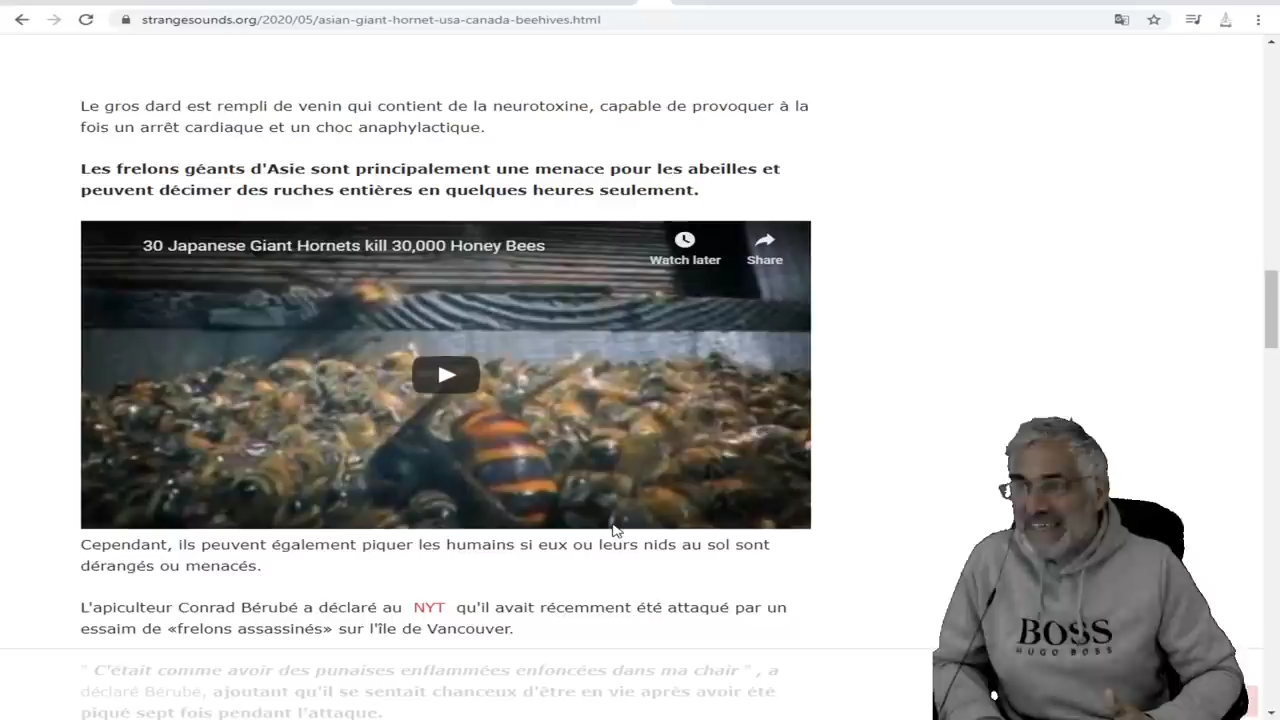 strangesounds.org/2020/05/asian-giant-hornet-usa-canada-beehives.html
Le gros dard est rempli de venin qui contient de la neurotoxine, capable de provoquer à la
fois un arrêt cardiaque et un choc anaphylactique.
Les frelons géants d'Asie sont principalement une menace pour les abeilles et
peuvent décimer des ruches entières en quelques heures seulement.
30 Japanese Giant Hornets kill 30,000 Honey Bees
Watch later
Share
Cependant, ils peuvent également piquer les humains si eux ou leurs nids au sol sont
dérangés ou menacés.
L'apiculteur Conrad Bérubé a déclaré au NYT qu'il avait récemment été attaqué par un
essaim de «frelons assassinés» sur l'île de Vancouver.
" C'était comme avoir des punaises enflammées enfoncées dans ma chair " , a
déclaré Bérubé, ajoutant qu'il se sentait chanceux d'être en vie après avoir été
piqué sept fois pendant l'attaque.
BOSS
HUGO BOSS